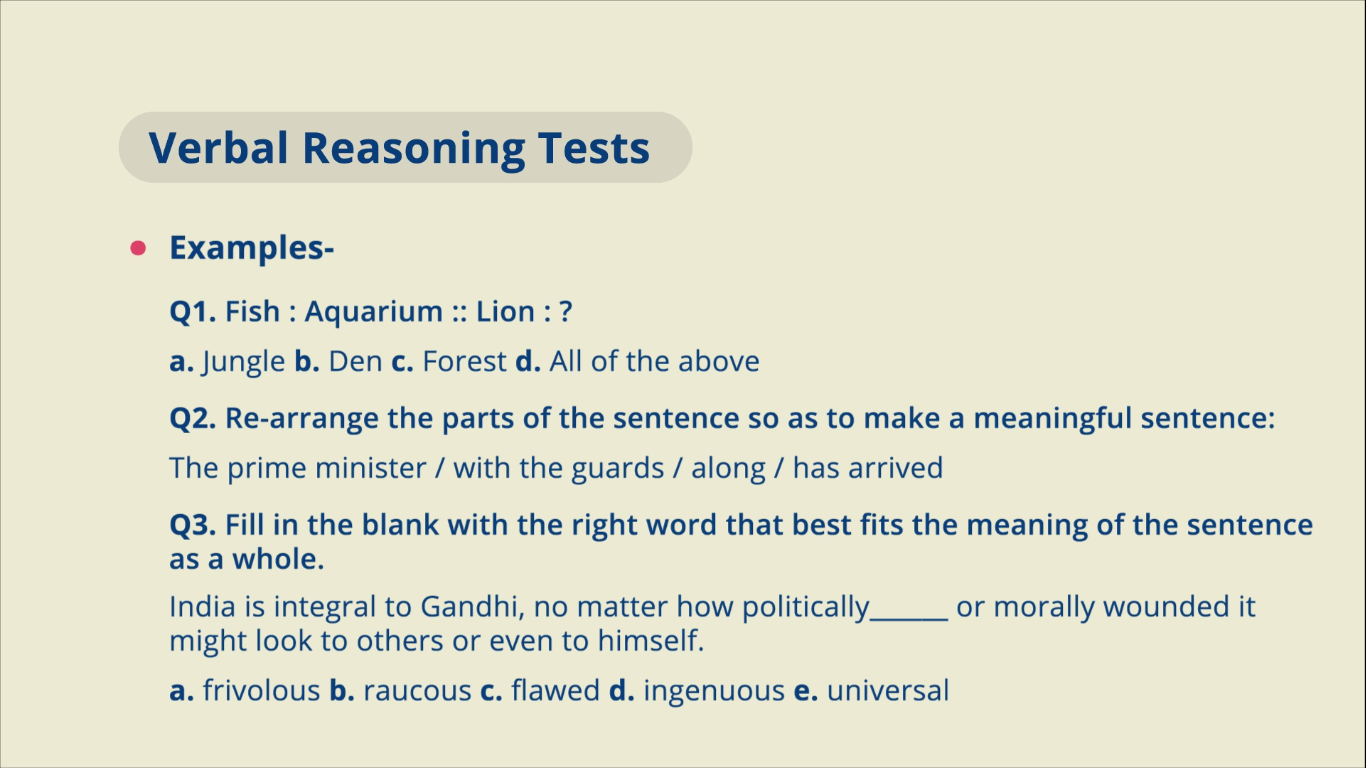 Verbal Reasoning Tests
Examples-
Q1. Fish : Aquarium :: Lion : ?
a. Jungle b. Den c. Forest d. All of the above
Q2. Re-arrange the parts of the sentence so as to make a meaningful sentence:
The prime minister / with the guards / along / has arrived
Q3. Fill in the blank with the right word that best fits the meaning of the sentence
as a whole.
India is integral to Gandhi, no matter how politically______ or morally wounded it
might look to others or even to himself.
a. frivolous b. raucous c. flawed d. ingenuous e. universal